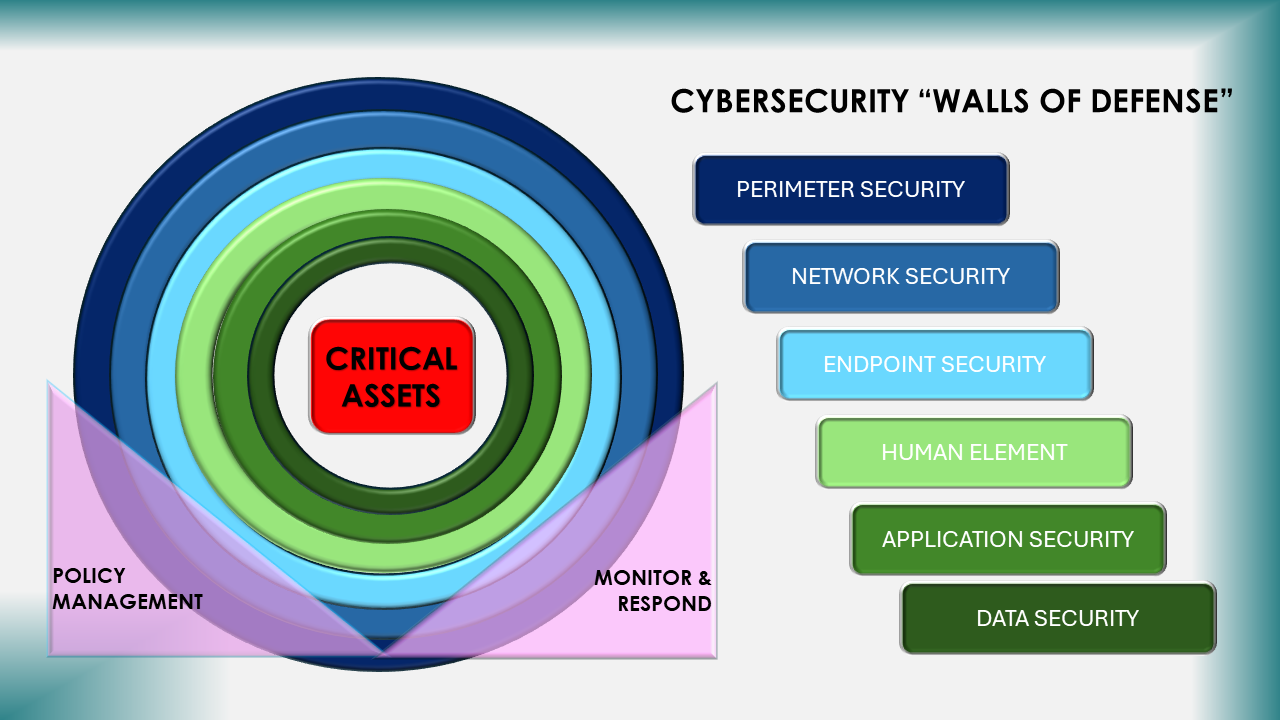 CYBERSECURITY “WALLS OF DEFENSE”
PERIMETER SECURITY
NETWORK SECURITY
ENDPOINT SECURITY
HUMAN ELEMENT
APPLICATION SECURITY
DATA SECURITY
CRITICAL
ASSETS
POLICY
MANAGEMENT
MONITOR &
RESPOND